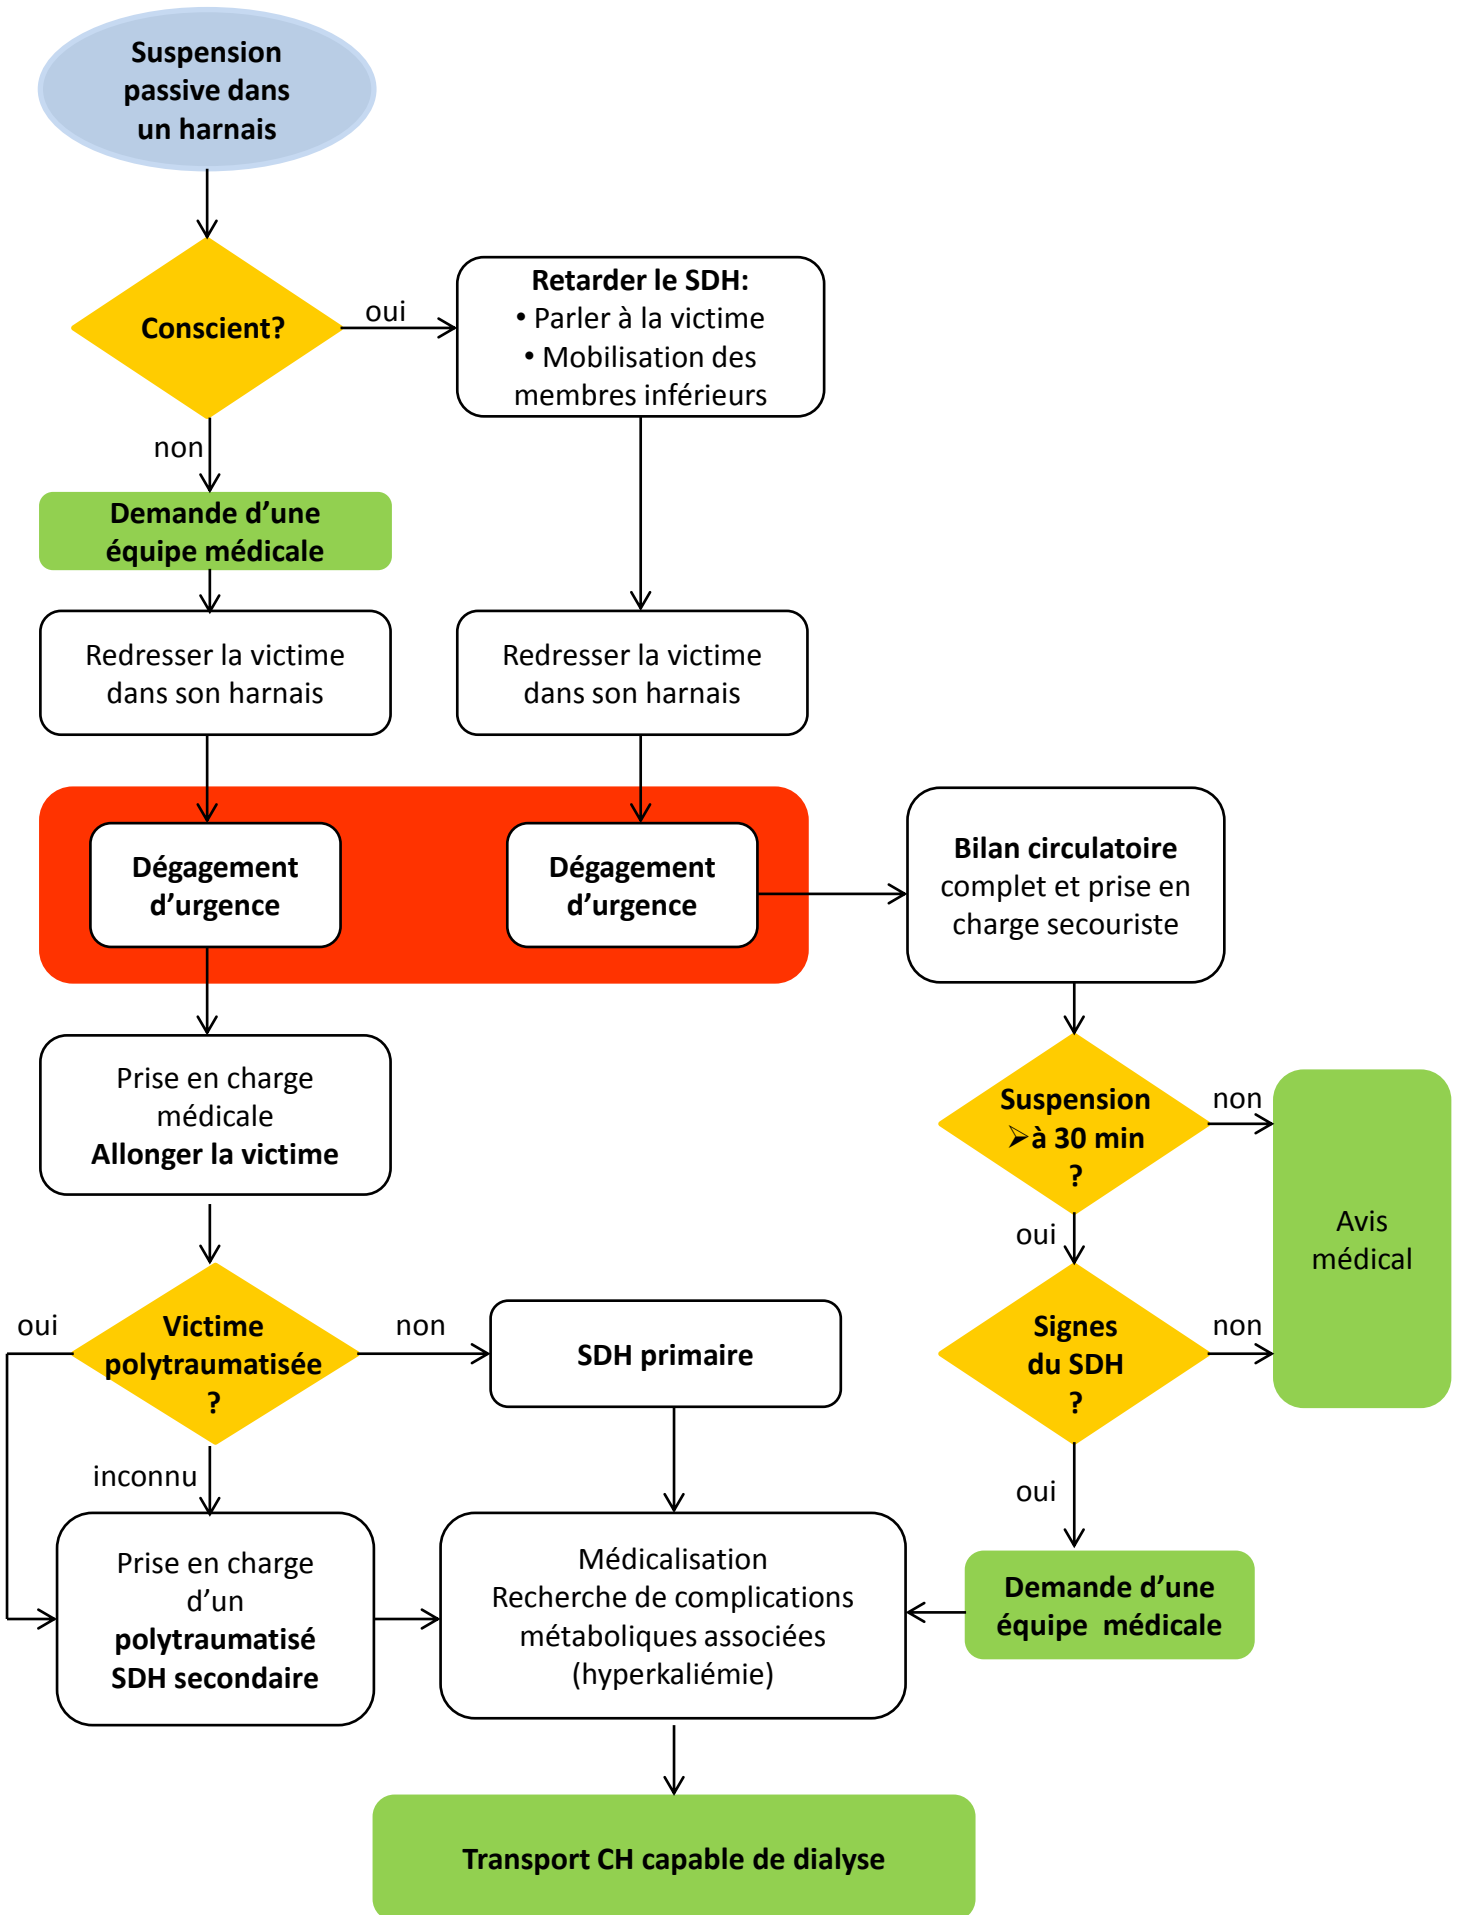 Suspension
passive dans
un harnais
Conscient?
oui
Retarder le SDH:
• Parler à la victime
• Mobilisation des
membres inférieurs
non
Demande d’une
équipe médicale
Redresser la victime
dans son harnais
Redresser la victime
dans son harnais
Dégagement
d’urgence
Dégagement
d’urgence
Bilan circulatoire
complet et prise en
charge secouriste
Prise en charge
médicale
Allonger la victime
Suspension
➢à 30 min
?
non
oui
Avis
médical
Victime
polytraumatisée
?
oui
non
SDH primaire
Signes
du SDH
?
non
inconnu
oui
Prise en charge
d’un
polytraumatisé
SDH secondaire
Médicalisation
Recherche de complications
métaboliques associées
(hyperkaliémie)
Demande d’une
équipe  médicale
Transport CH capable de dialyse